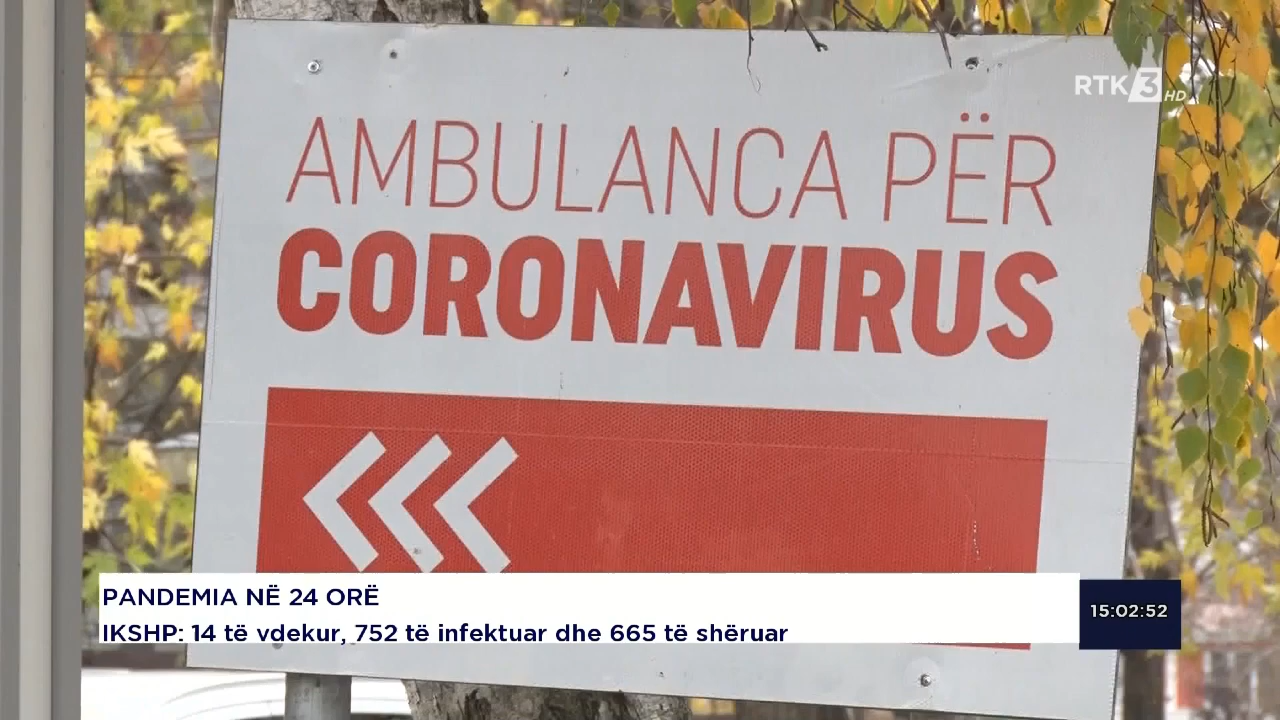 RTK 3 HD
AMBULANCA PËR
CORONAVIRUS
PANDEMIA NË 24 ORË
IKSHP: 14 të vdekur, 752 të infektuar dhe 665 të shëruar
15:02:52